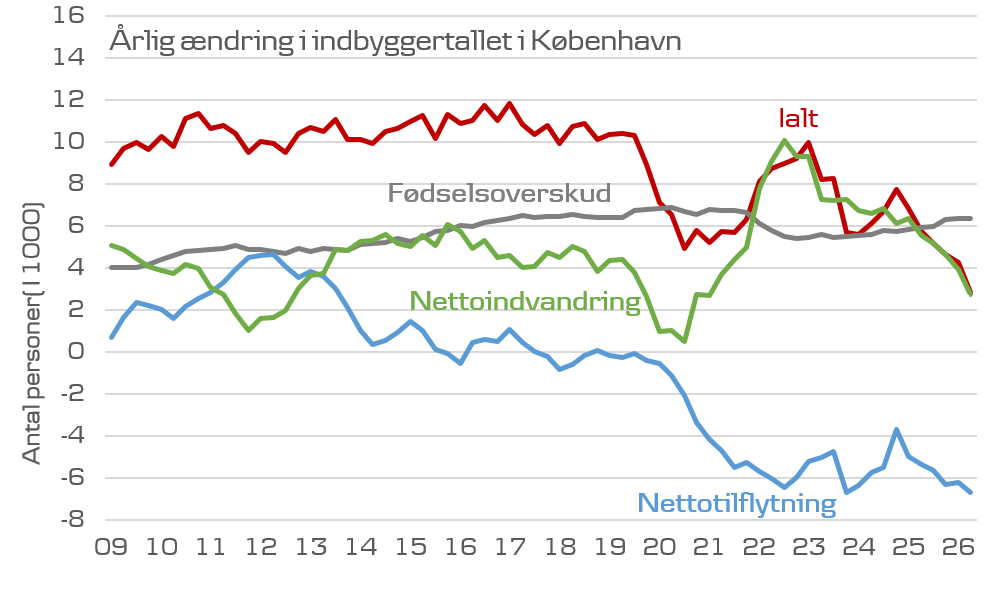 16
Årlig ændring i indbyggertallet i København
14
12
Ialt
10
8
Fødselsoverskud
6
4
Nettoindvandring
2
0
-2
-4
-6
Nettotilflytning
-8
Antal personer(I 1000)
09 10 11 12 13 14 15 16 17 18 19 20 21 22 23 24 25 26